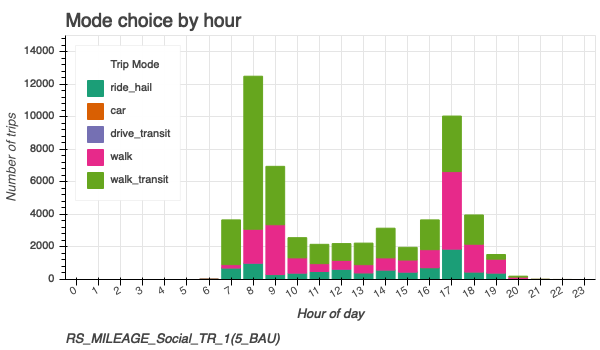 Mode choice by hour
Number of trips
14000
12000
10000
8000
6000
4000
2000
0
Trip Mode
ride_hail
car
drive_transit
walk
walk_transit
0 1 2 3 4 5 6 7 8 9 10 11 12 13 14 15 16 17 18 19 20 21 22 23
Hour of day
RS_MILEAGE_Social_TR_1(5_BAU)